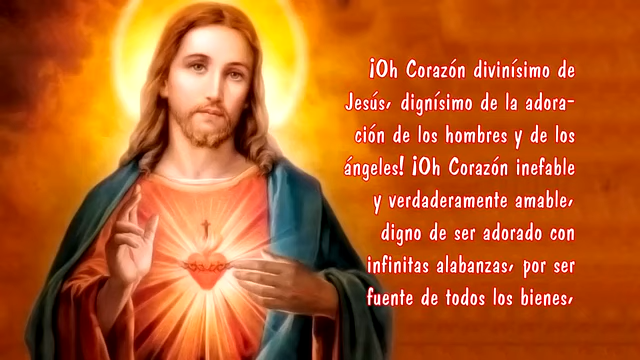 ¡Oh Corazón divinísimo de
Jesús, dignísimo de la adora-
ción de los hombres y de los
ángeles! ¡Oh Corazón inefable
y verdaderamente amable,
digno de ser adorado con
infinitas alabanzas, por ser
fuente de todos los bienes,